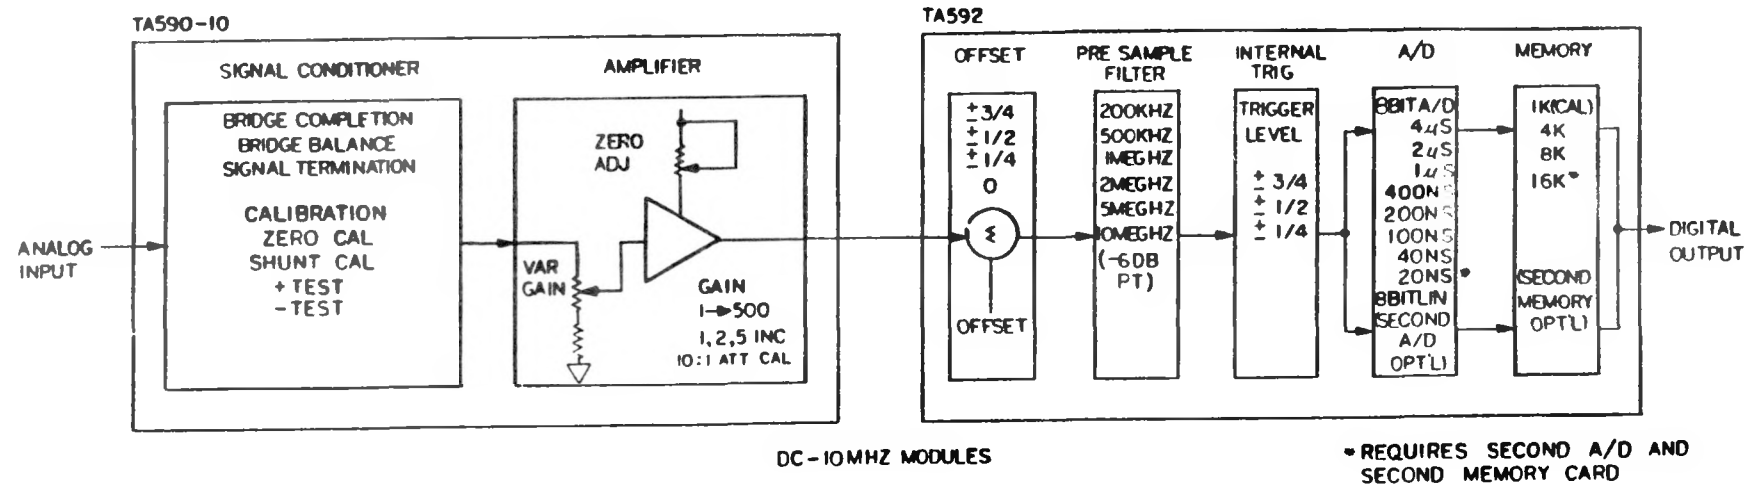 TA590-10
SIGNAL CONDITIONER
AMPLIFIER
BRIDGE COMPLETION
BRIDGE BALANCE
SIGNAL TERMINATION
CALIBRATION
ZERO CAL
SHUNT CAL
+TEST
-TEST
ANALOG
INPUT
ZERO
ADJ
VAR
GAIN
GAIN
1→500
1,2,5 INC
10:1 ATT CAL
TA592
OFFSET
± 3/4
± 1/2
± 1/4
0
Σ
OFFSET
PRE SAMPLE
FILTER
200KHZ
500KHZ
1MEGHZ
2MEGHZ
5MEGHZ
10MEGHZ
(-6DB
PT)
INTERNAL
TRIG
TRIGGER
LEVEL
± 3/4
± 1/2
± 1/4
A/D
8BIT A/D
4µS
2µS
1µS
400NS
200NS
100NS
40NS
20NS*
8BITLIN
(SECOND
A/D
OPT'L)
MEMORY
1K(CAL)
4K
8K
16K*
(SECOND
MEMORY
OPT'L)
DIGITAL
OUTPUT
DC-10MHZ MODULES
*REQUIRES SECOND A/D AND
SECOND MEMORY CARD